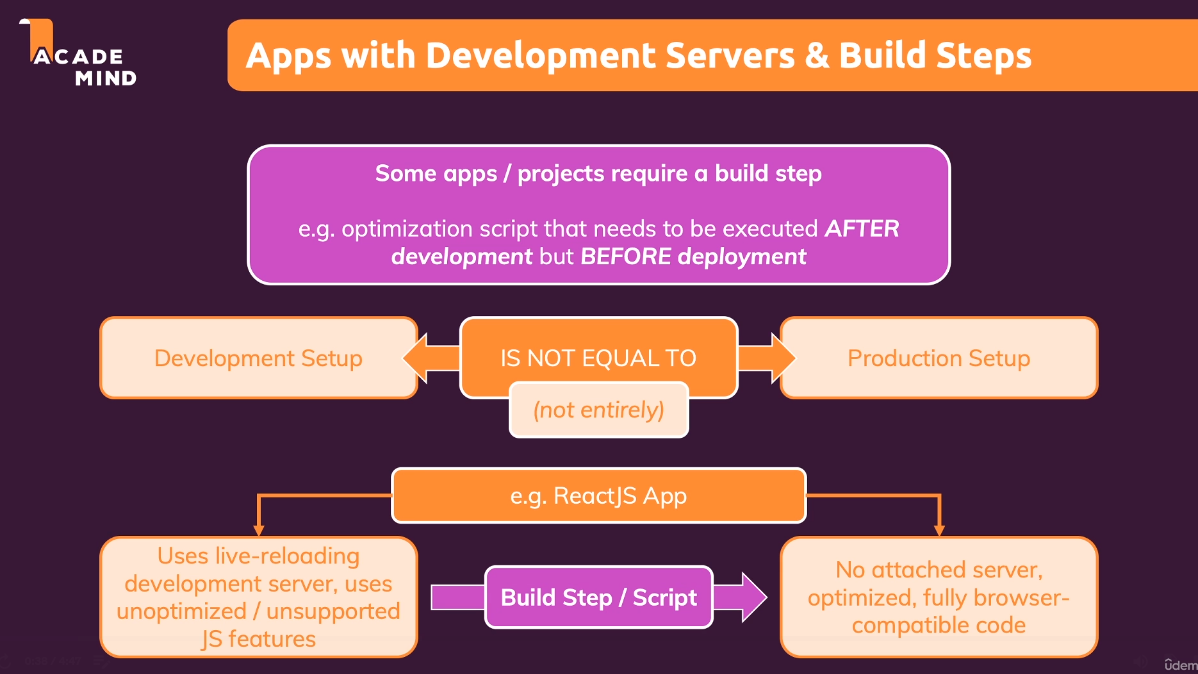 ACADE
MIND
Apps with Development Servers & Build Steps
Some apps / projects require a build step
e.g. optimization script that needs to be executed AFTER
development but BEFORE deployment
Development Setup
IS NOT EQUAL TO
Production Setup
(not entirely)
e.g. ReactJS App
Uses live-reloading
development server, uses
unoptimized / unsupported
JS features
Build Step / Script
No attached server,
optimized, fully browser-
compatible code
ûdem